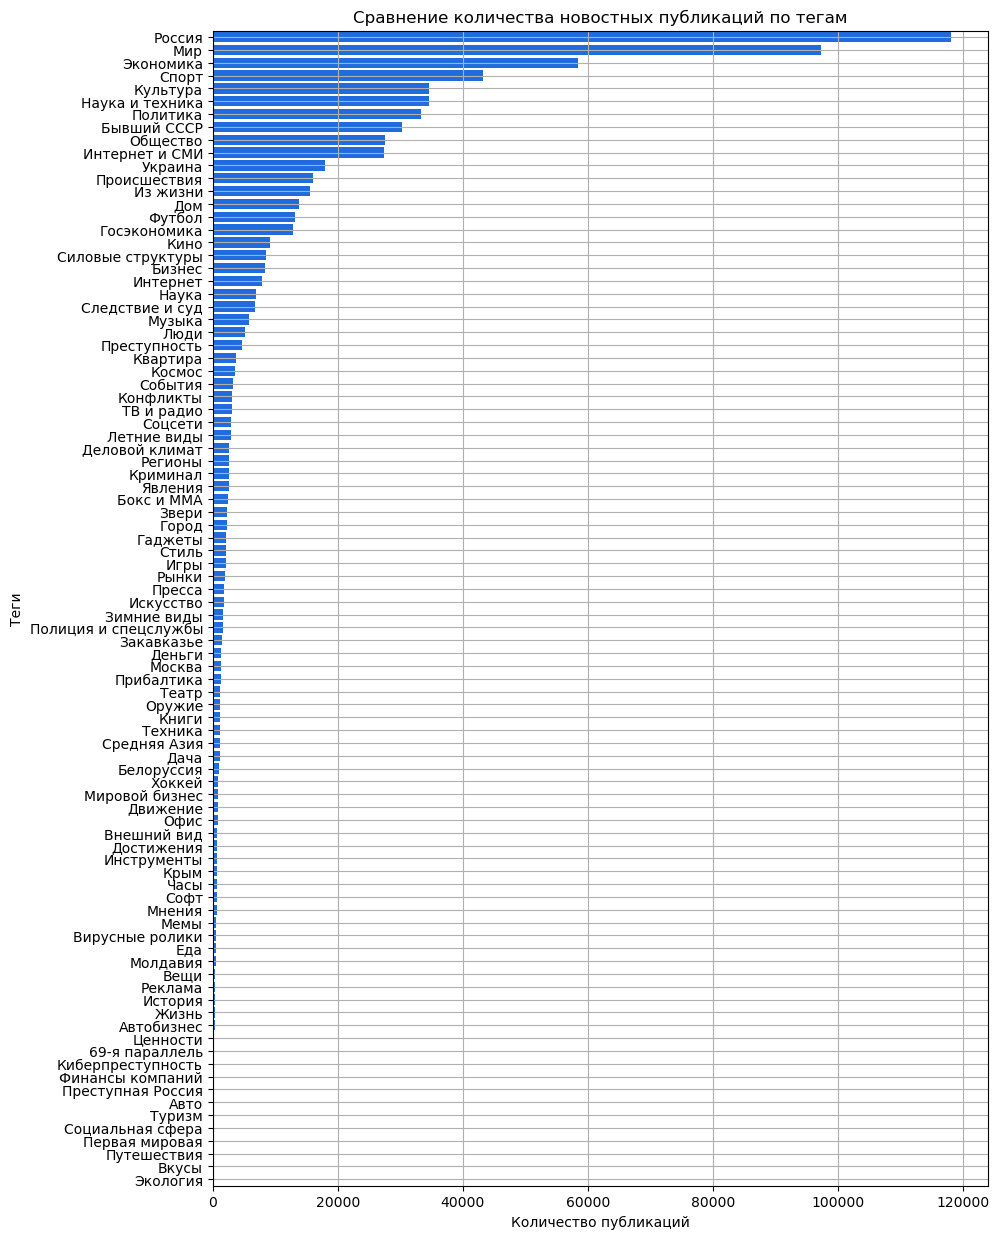 Сравнение количества новостных публикаций по тегам
Россия
Мир
Экономика
Спорт
Культура
Наука и техника
Политика
Бывший СССР
Общество
Интернет и СМИ
Украина
Происшествия
Из жизни
Дом
Футбол
Госэкономика
Кино
Силовые структуры
Бизнес
Интернет
Наука
Следствие и суд
Музыка
Люди
Преступность
Квартира
Космос
События
Конфликты
ТВ и радио
Соцсети
Летние виды
Деловой климат
Регионы
Криминал
Явления
Бокс и ММА
Звери
Город
Гаджеты
Стиль
Игры
Рынки
Пресса
Искусство
Зимние виды
Полиция и спецслужбы
Закавказье
Деньги
Москва
Прибалтика
Театр
Оружие
Книги
Техника
Средняя Азия
Дача
Белоруссия
Хоккей
Мировой бизнес
Движение
Офис
Внешний вид
Достижения
Инструменты
Крым
Часы
Софт
Мнения
Мемы
Вирусные ролики
Еда
Молдавия
Вещи
Реклама
История
Жизнь
Автобизнес
Ценности
69-я параллель
Киберпреступность
Финансы компаний
Преступная Россия
Авто
Туризм
Социальная сфера
Первая мировая
Путешествия
Вкусы
Экология
Теги
0 20000 40000 60000 80000 100000 120000
Количество публикаций